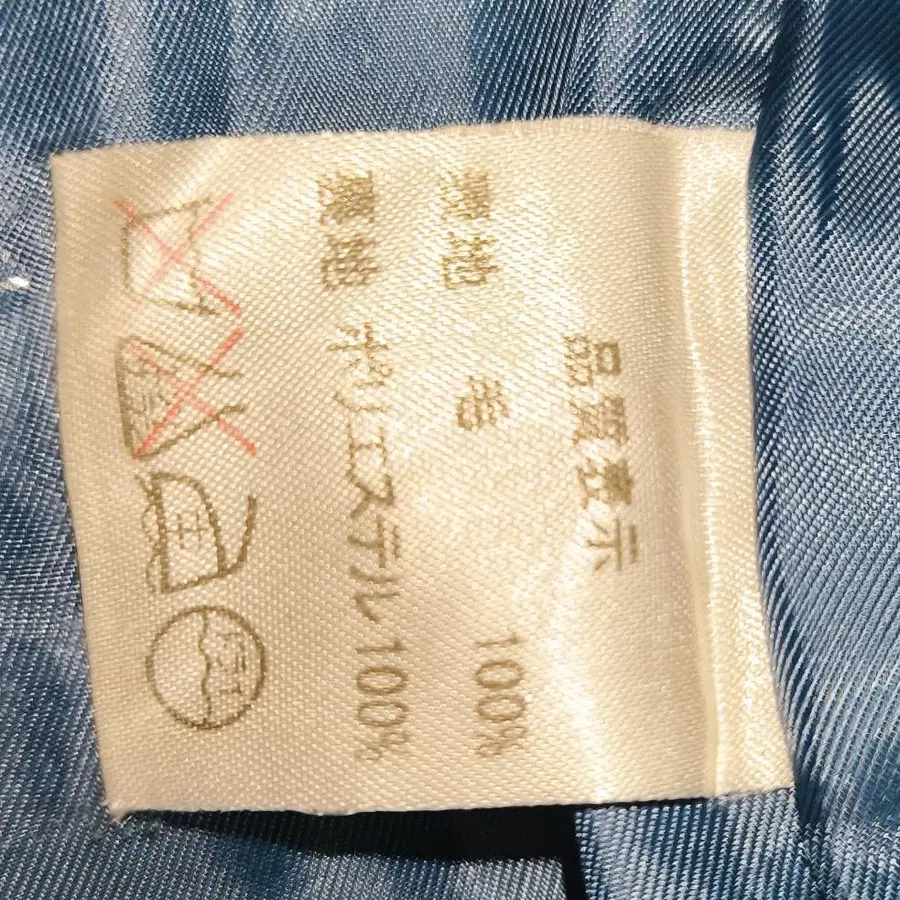 品質表示
表地 毛 100%
裏地 ポリエステル 100%